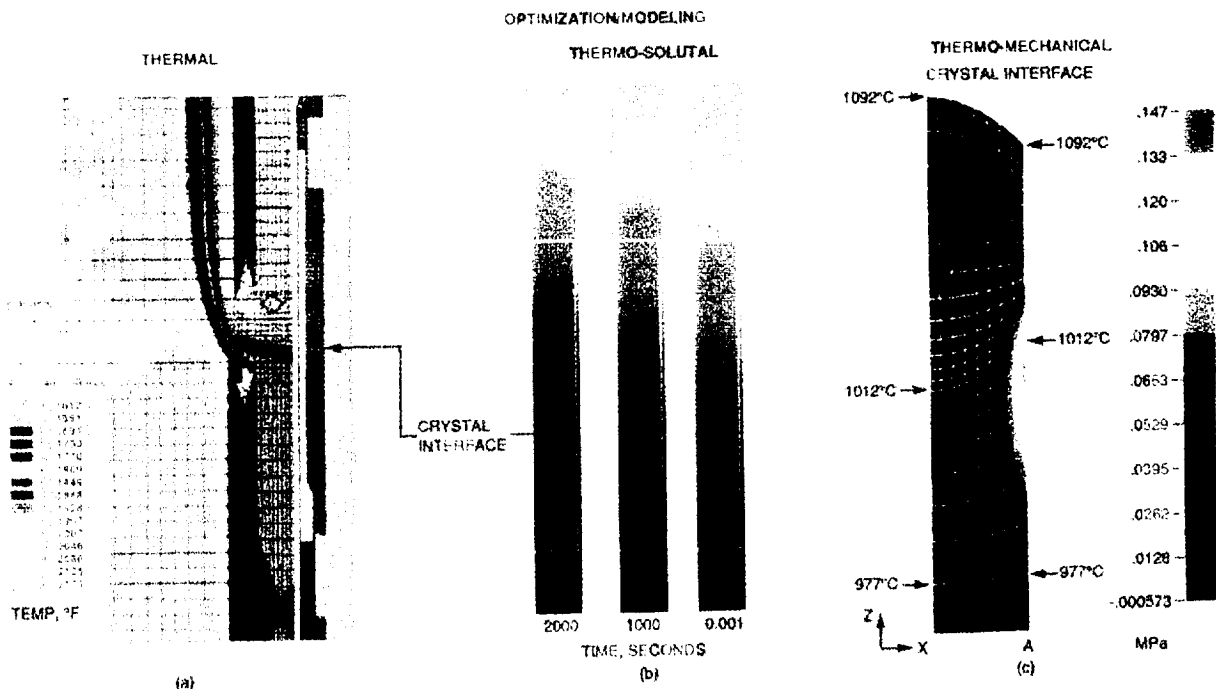 OPTIMIZATION/MODELING
THERMAL
TEMP, °F
(a)
THERMO-SOLUTAL
CRYSTAL
INTERFACE
2000
1000
0.001
TIME, SECONDS
(b)
THERMO-MECHANICAL
CRYSTAL INTERFACE
1092°C
1092°C
1012°C
1012°C
977°C
977°C
Z
X
A
(c)
.147
.133
.120
.106
.0930
.0797
.0663
.0529
.0395
.0262
.0128
-.000573
MPa